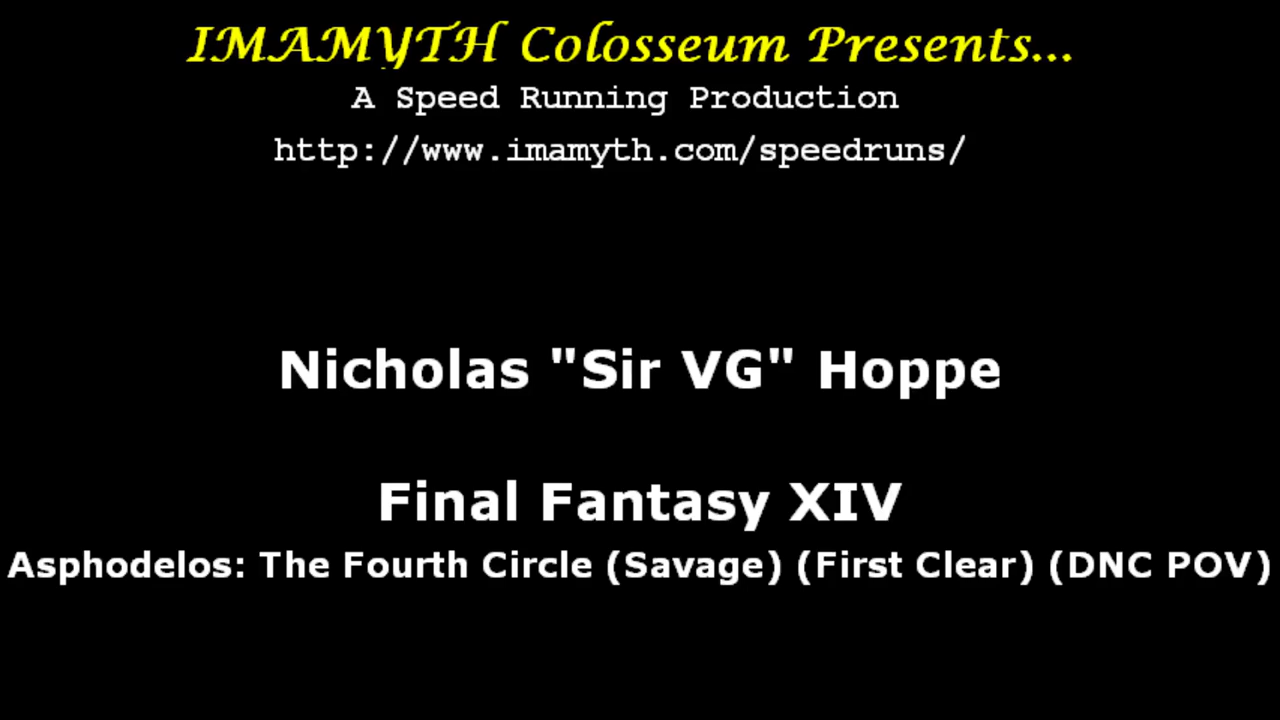 IMAMYTH Colosseum Presents...
A Speed Running Production
http://www.imamyth.com/speedruns/
Nicholas "Sir VG" Hoppe
Final Fantasy XIV
Asphodelos: The Fourth Circle (Savage) (First Clear) (DNC POV)